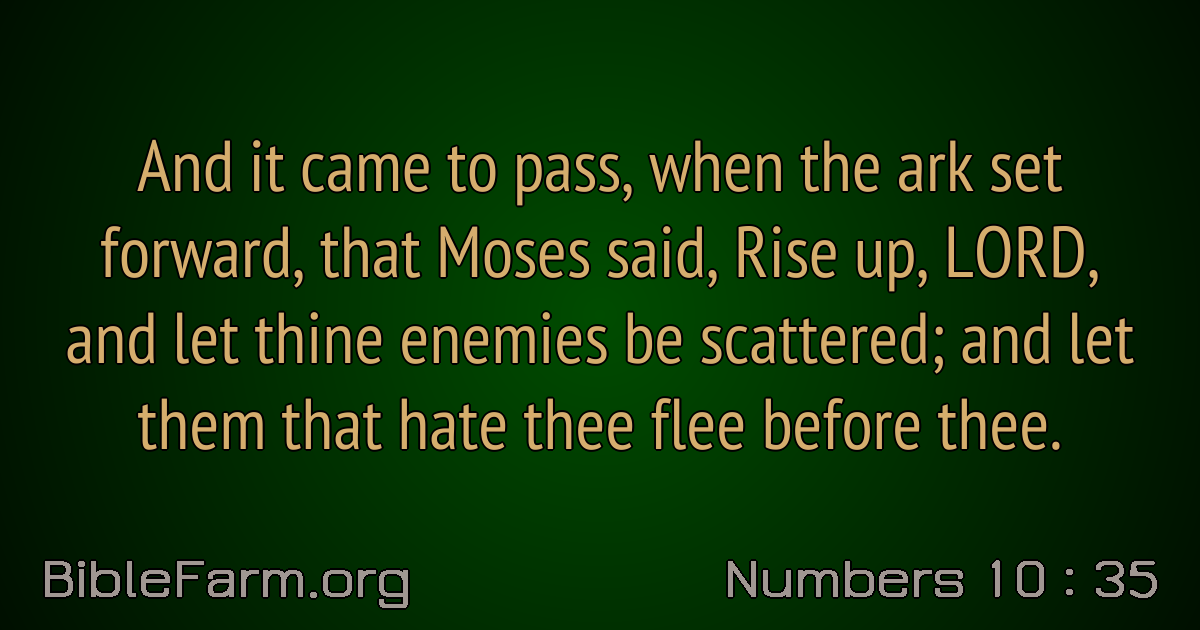 And it came to pass, when the ark set
forward, that Moses said, Rise up, LORD,
and let thine enemies be scattered; and let
them that hate thee flee before thee.
BibleFarm.org
Numbers 10 : 35